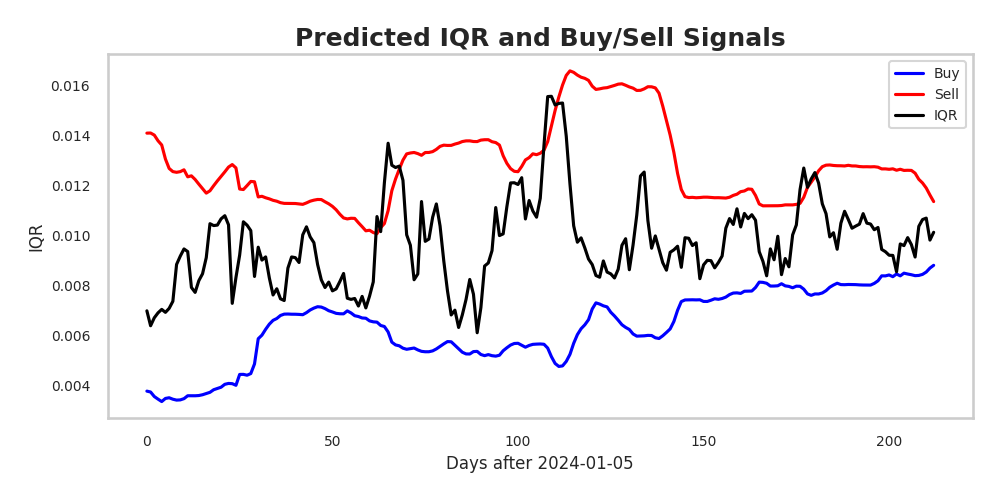 Predicted IQR and Buy/Sell Signals
Buy
Sell
IQR
0.016
0.014
0.012
0.010
0.008
0.006
0.004
IQR
0
50
100
150
200
Days after 2024-01-05